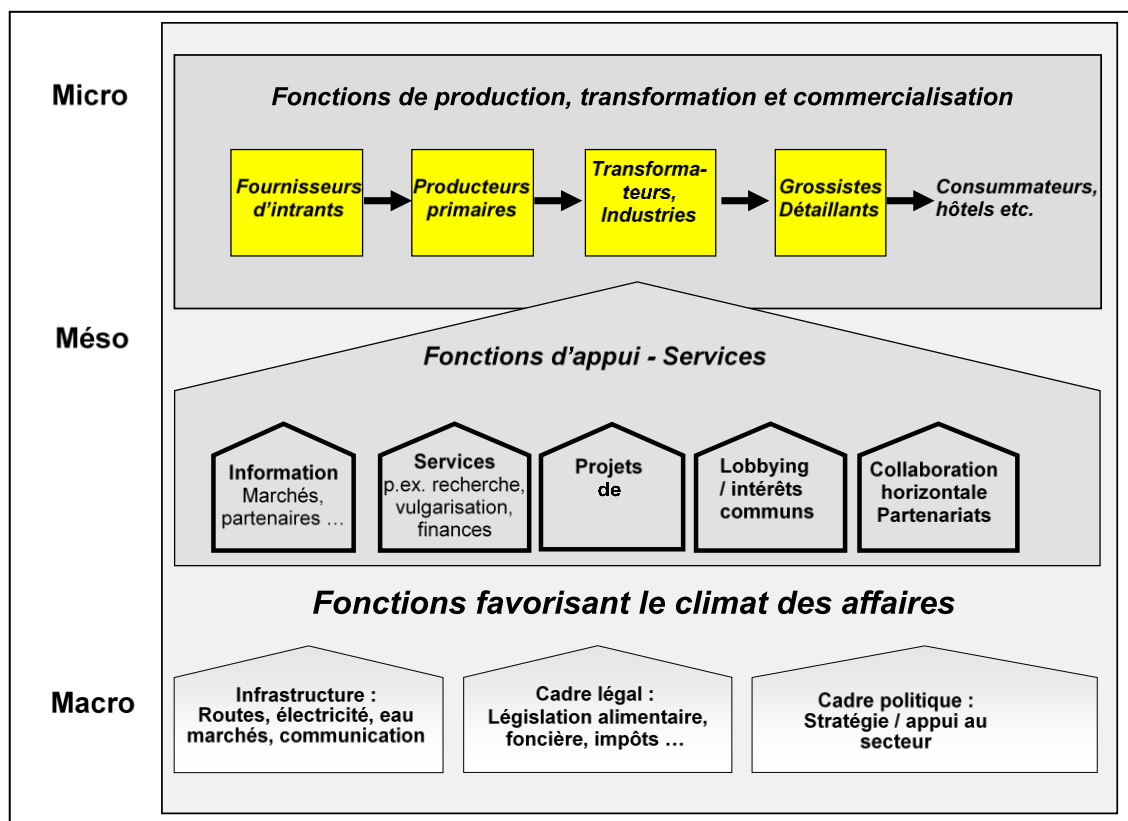 Micro
Fonctions de production, transformation et commercialisation
Fournisseurs
d'intrants
Producteurs
primaires
Transforma-
teurs,
Industries
Grossistes
Détaillants
Consummateurs,
hôtels etc.
Méso
Fonctions d'appui - Services
Information
Marchés,
partenaires ...
Services
p.ex. recherche,
vulgarisation,
finances
Projets
de
Lobbying
/ intérêts
communs
Collaboration
horizontale
Partenariats
Fonctions favorisant le climat des affaires
Macro
Infrastructure :
Routes, électricité, eau
marchés, communication
Cadre légal :
Législation alimentaire,
foncière, impôts ...
Cadre politique :
Stratégie / appui au
secteur